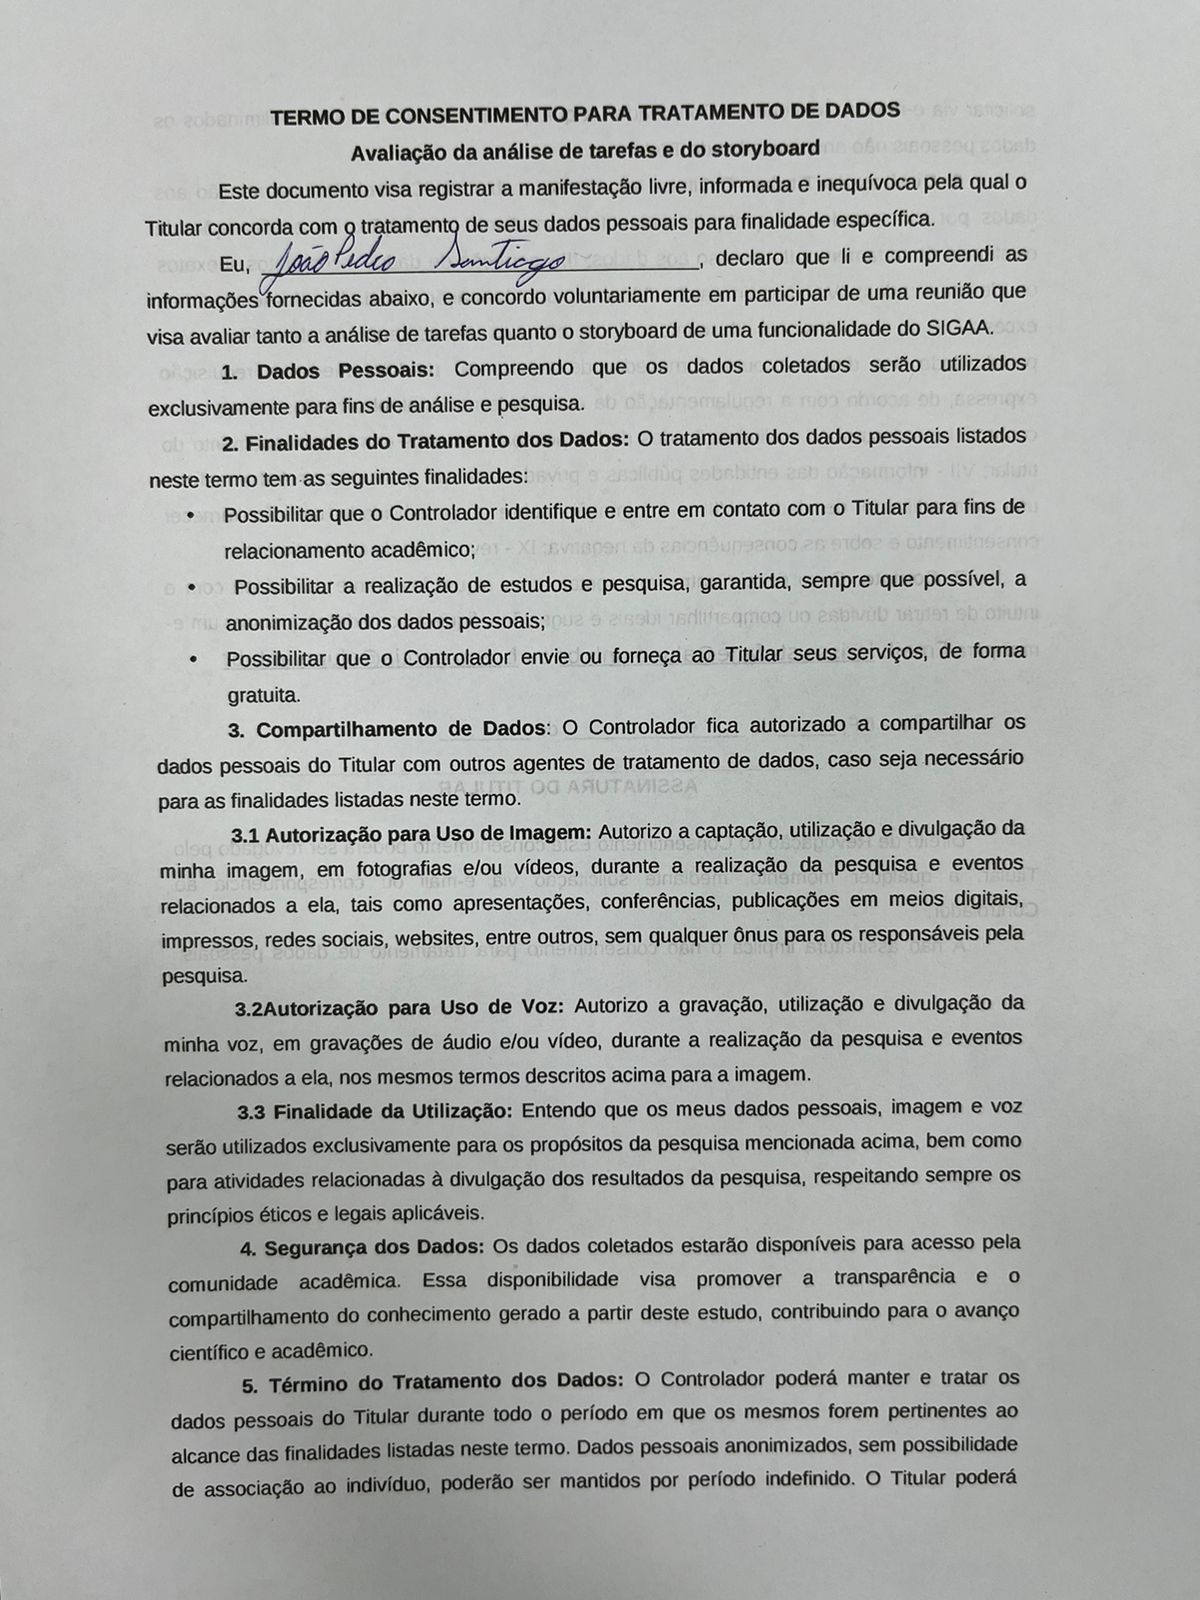 TERMO DE CONSENTIMENTO PARA TRATAMENTO DE DADOS
Avaliação da análise de tarefas e do storyboard
Este documento visa registrar a manifestação livre, informada e inequívoca pela qual o
Titular concorda com o tratamento de seus dados pessoais para finalidade específica.
Eu, João Pedro Santiago, declaro que li e compreendi as
informações fornecidas abaixo, e concordo voluntariamente em participar de uma reunião que
visa avaliar tanto a análise de tarefas quanto o storyboard de uma funcionalidade do SIGAA.
1. Dados Pessoais: Compreendo que os dados coletados serão utilizados
exclusivamente para fins de análise e pesquisa.
2. Finalidades do Tratamento dos Dados: O tratamento dos dados pessoais listados
neste termo tem as seguintes finalidades:
• Possibilitar que o Controlador identifique e entre em contato com o Titular para fins de
relacionamento acadêmico;
• Possibilitar a realização de estudos e pesquisa, garantida, sempre que possível, a
anonimização dos dados pessoais;
• Possibilitar que o Controlador envie ou forneça ao Titular seus serviços, de forma
gratuita.
3. Compartilhamento de Dados: O Controlador fica autorizado a compartilhar os
dados pessoais do Titular com outros agentes de tratamento de dados, caso seja necessário
para as finalidades listadas neste termo.
3.1 Autorização para Uso de Imagem: Autorizo a captação, utilização e divulgação da
minha imagem, em fotografias e/ou vídeos, durante a realização da pesquisa e eventos
relacionados a ela, tais como apresentações, conferências, publicações em meios digitais,
impressos, redes sociais, websites, entre outros, sem qualquer ônus para os responsáveis pela
pesquisa.
3.2Autorização para Uso de Voz: Autorizo a gravação, utilização e divulgação da
minha voz, em gravações de áudio e/ou vídeo, durante a realização da pesquisa e eventos
relacionados a ela, nos mesmos termos descritos acima para a imagem.
3.3 Finalidade da Utilização: Entendo que os meus dados pessoais, imagem e voz
serão utilizados exclusivamente para os propósitos da pesquisa mencionada acima, bem como
para atividades relacionadas à divulgação dos resultados da pesquisa, respeitando sempre os
princípios éticos e legais aplicáveis.
4. Segurança dos Dados: Os dados coletados estarão disponíveis para acesso pela
comunidade acadêmica. Essa disponibilidade visa promover a transparência e o
compartilhamento do conhecimento gerado a partir deste estudo, contribuindo para o avanço
científico e acadêmico.
5. Término do Tratamento dos Dados: O Controlador poderá manter e tratar os
dados pessoais do Titular durante todo o período em que os mesmos forem pertinentes ao
alcance das finalidades listadas neste termo. Dados pessoais anonimizados, sem possibilidade
de associação ao indivíduo, poderão ser mantidos por período indefinido. O Titular poderá